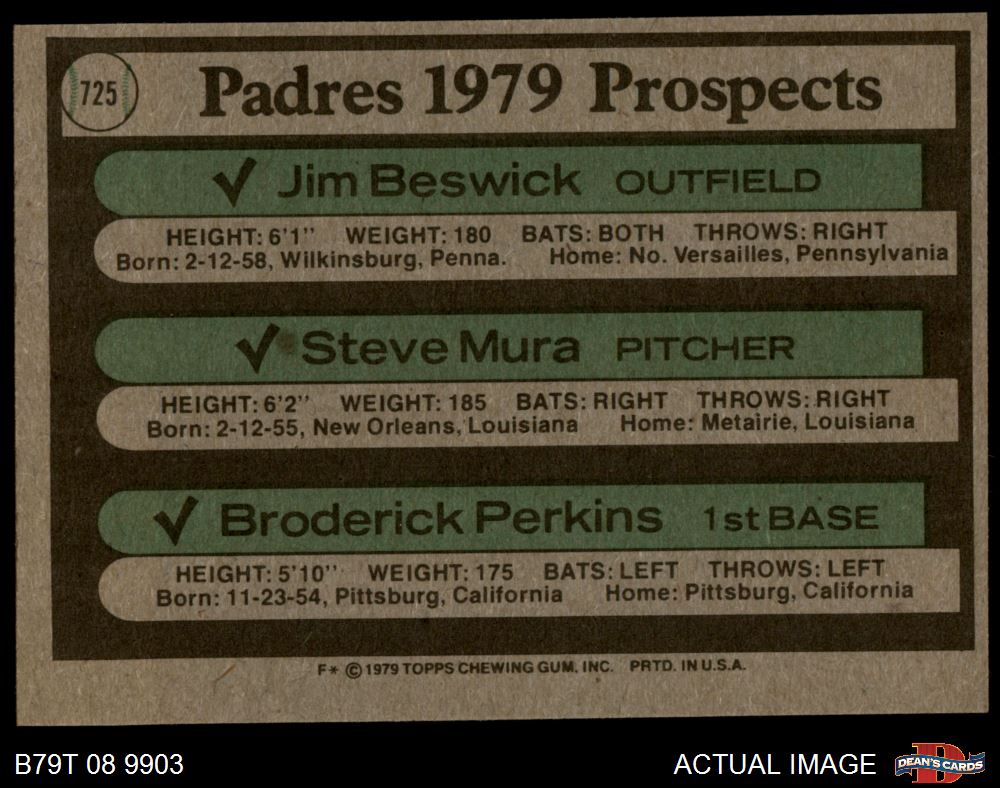 725
Padres 1979 Prospects
✓ Jim Beswick OUTFIELD
HEIGHT: 6'1" WEIGHT: 180 BATS: BOTH THROWS: RIGHT
Born: 2-12-58, Wilkinsburg, Penna. Home: No. Versailles, Pennsylvania
✓ Steve Mura PITCHER
HEIGHT: 6'2" WEIGHT: 185 BATS: RIGHT THROWS: RIGHT
Born: 2-12-55, New Orleans, Louisiana Home: Metairie, Louisiana
✓ Broderick Perkins 1st BASE
HEIGHT: 5'10" WEIGHT: 175 BATS: LEFT THROWS: LEFT
Born: 11-23-54, Pittsburg, California Home: Pittsburg, California
F* © 1979 TOPPS CHEWING GUM, INC. PRTD. IN U.S.A.
B79T 08 9903
ACTUAL IMAGE
D
DEAN'S CARDS